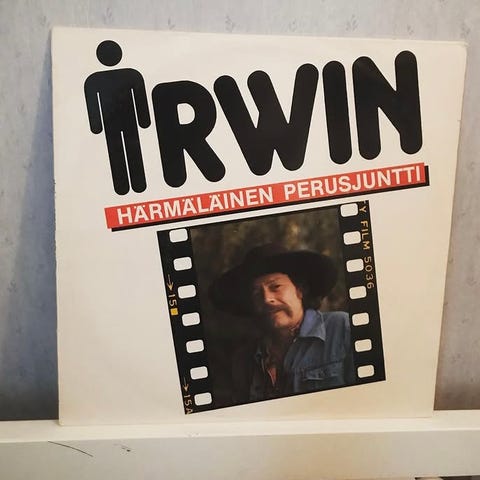 IRWIN
HÄRMÄLÄINEN PERUSJUNTTI
Y FILM 5036
→15
→15A